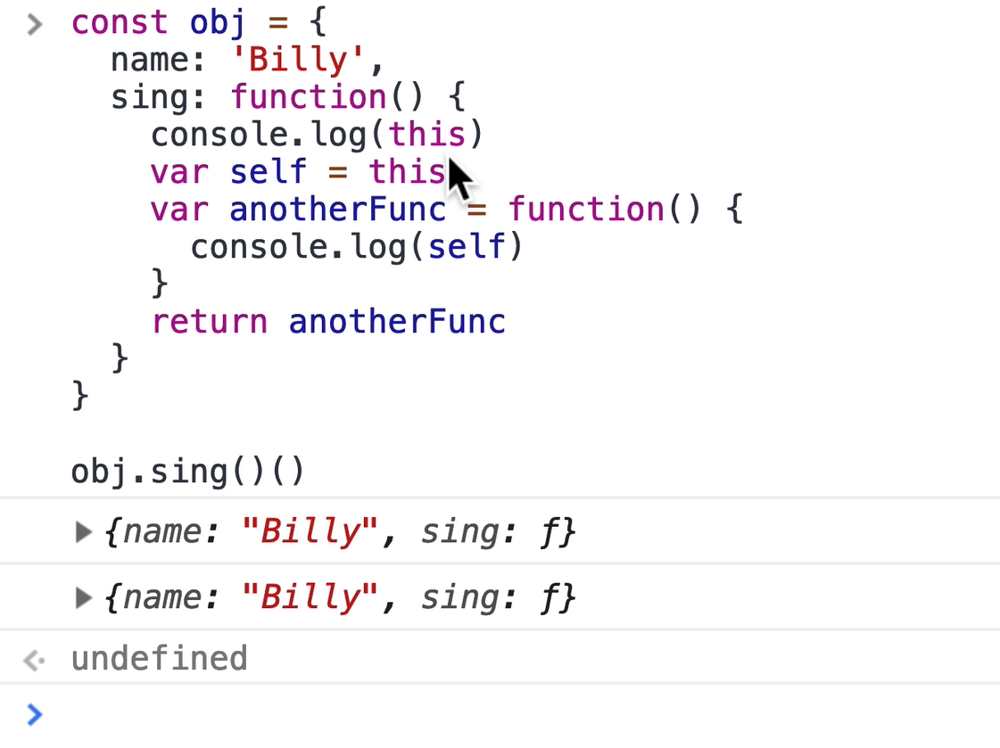 const obj = {
name: 'Billy',
sing: function() {
console.log(this)
var self = this
var anotherFunc = function() {
console.log(self)
}
return anotherFunc
}
}
obj.sing()()
{name: "Billy", sing: f}
{name: "Billy", sing: f}
undefined